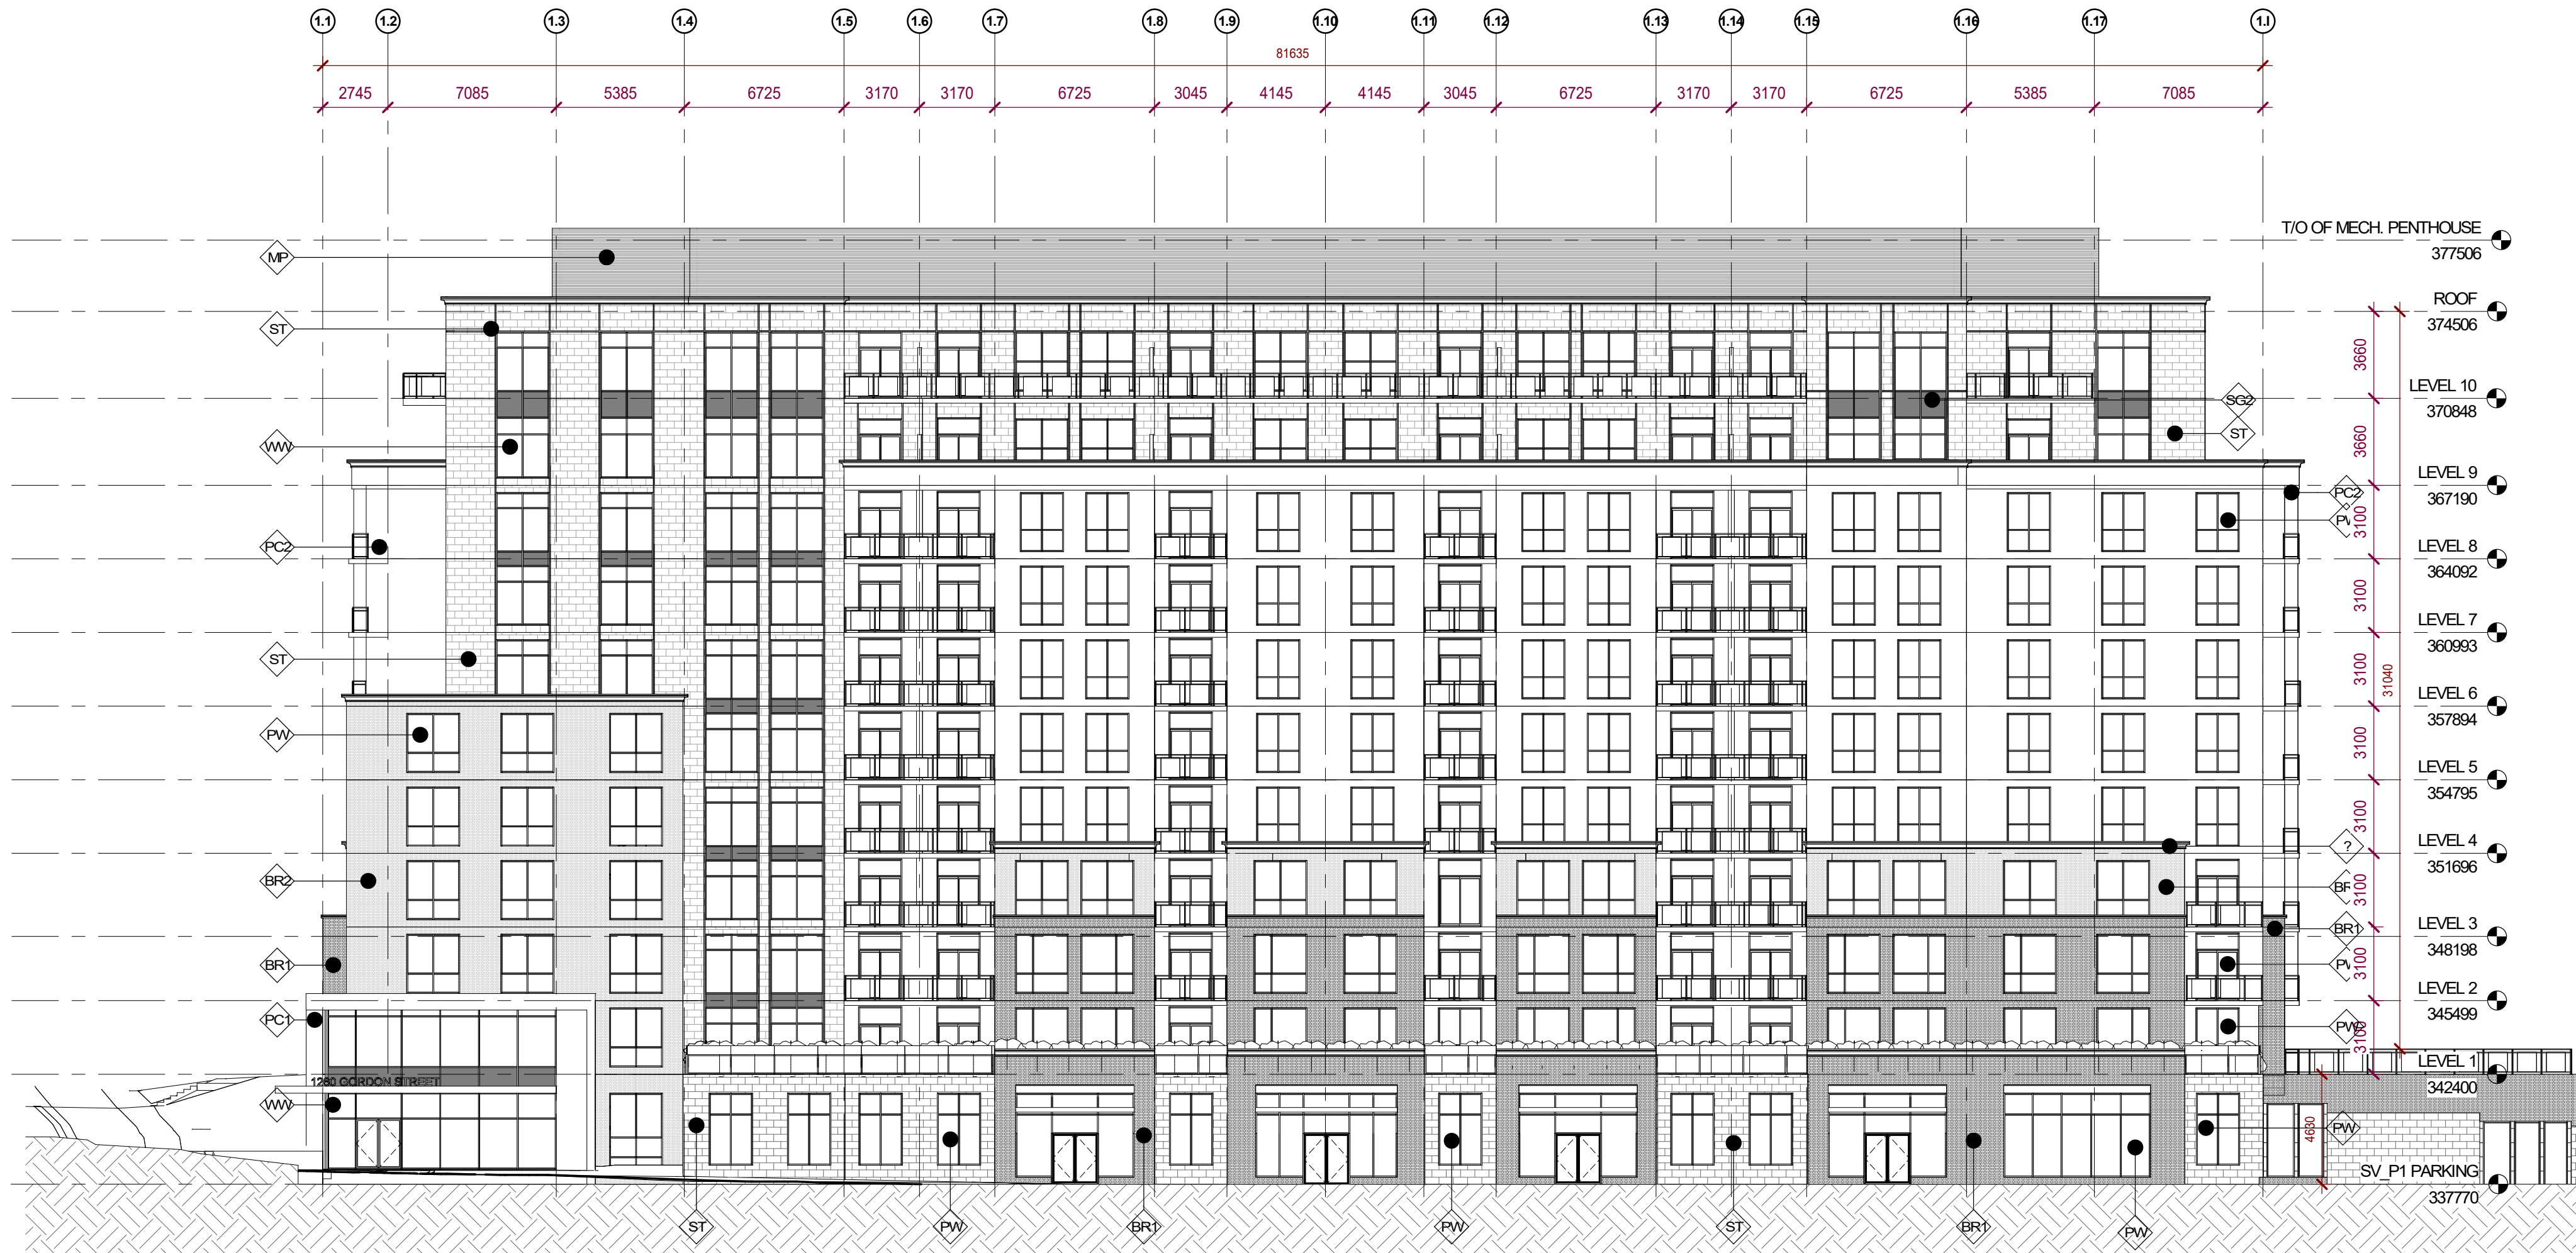 1.1 1.2 1.3 1.4 1.5 1.6 1.7 1.8 1.9 1.10 1.11 1.12 1.13 1.14 1.15 1.16 1.17 1.I
81635
2745 7085 5385 6725 3170 3170 6725 3045 4145 4145 3045 6725 3170 3170 6725 5385 7085
T/O OF MECH. PENTHOUSE
377506
MP
ROOF
374506
ST
3660
LEVEL 10
370848
SG2
ST
WW
3660
LEVEL 9
367190
PC2
PW
3100
PC2
LEVEL 8
364092
3100
LEVEL 7
360993
ST
3100
31040
LEVEL 6
357894
PW
3100
LEVEL 5
354795
3100
LEVEL 4
351696
?
BR2
BR
3100
LEVEL 3
348198
BR1
BR1
PW
3100
LEVEL 2
345499
PC1
PW
3100
LEVEL 1
342400
1280 GORDON STREET
WW
4630
PW
SV_P1 PARKING
337770
ST PW BR1 PW ST BR1 PW